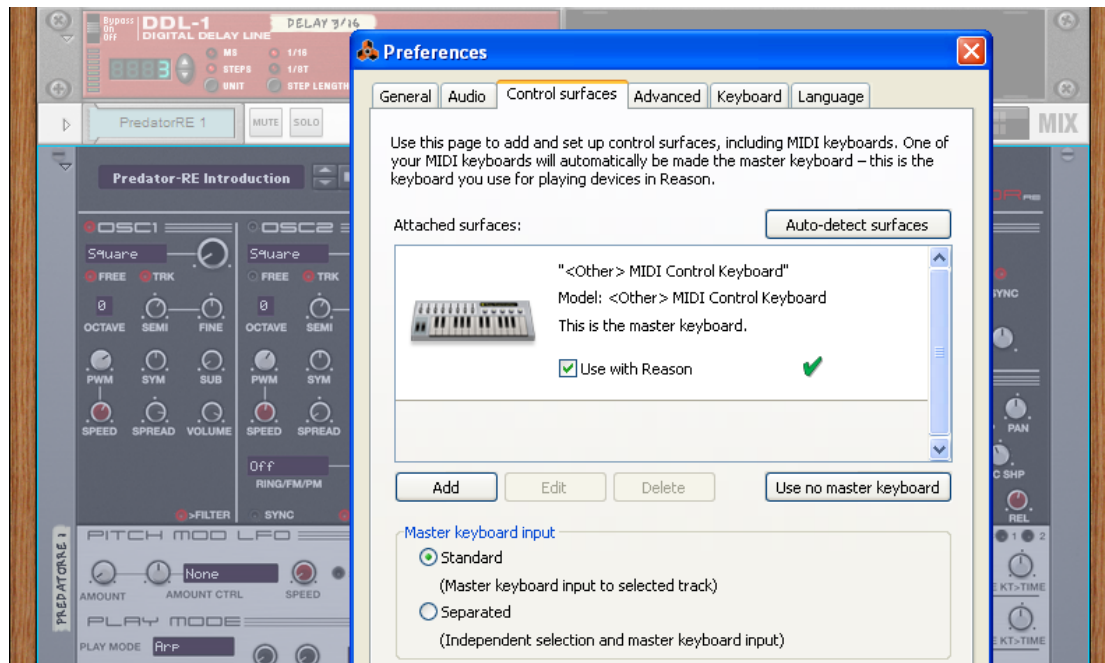 Bypass
On
Off
DDL-1
DIGITAL DELAY LINE
DELAY 3/16
MS
STEPS
UNIT
1/16
1/8T
STEP LENGTH
3
PredatorRE 1
MUTE
SOLO
MIX
Predator-RE Introduction
OSC1
OSC2
Square
Square
FREE
TRK
FREE
TRK
0
0
OCTAVE
SEMI
FINE
OCTAVE
SEMI
PWM
SYM
SUB
PWM
SYM
SPEED
SPREAD
VOLUME
SPEED
SPREAD
Off
RING/FM/PM
>FILTER
SYNC
PITCH MOD LFO
None
AMOUNT
AMOUNT CTRL
SPEED
PLAY MODE
PLAY MODE
Arp
PREDATORRE 1
Preferences
General
Audio
Control surfaces
Advanced
Keyboard
Language
Use this page to add and set up control surfaces, including MIDI keyboards. One of
your MIDI keyboards will automatically be made the master keyboard – this is the
keyboard you use for playing devices in Reason.
Attached surfaces:
Auto-detect surfaces
"<Other> MIDI Control Keyboard"
Model: <Other> MIDI Control Keyboard
This is the master keyboard.
Use with Reason
Add
Edit
Delete
Use no master keyboard
Master keyboard input
Standard
(Master keyboard input to selected track)
Separated
(Independent selection and master keyboard input)
RE
YNC
PAN
C SHP
REL
1
2
E KT>TIME
E KT>TIME